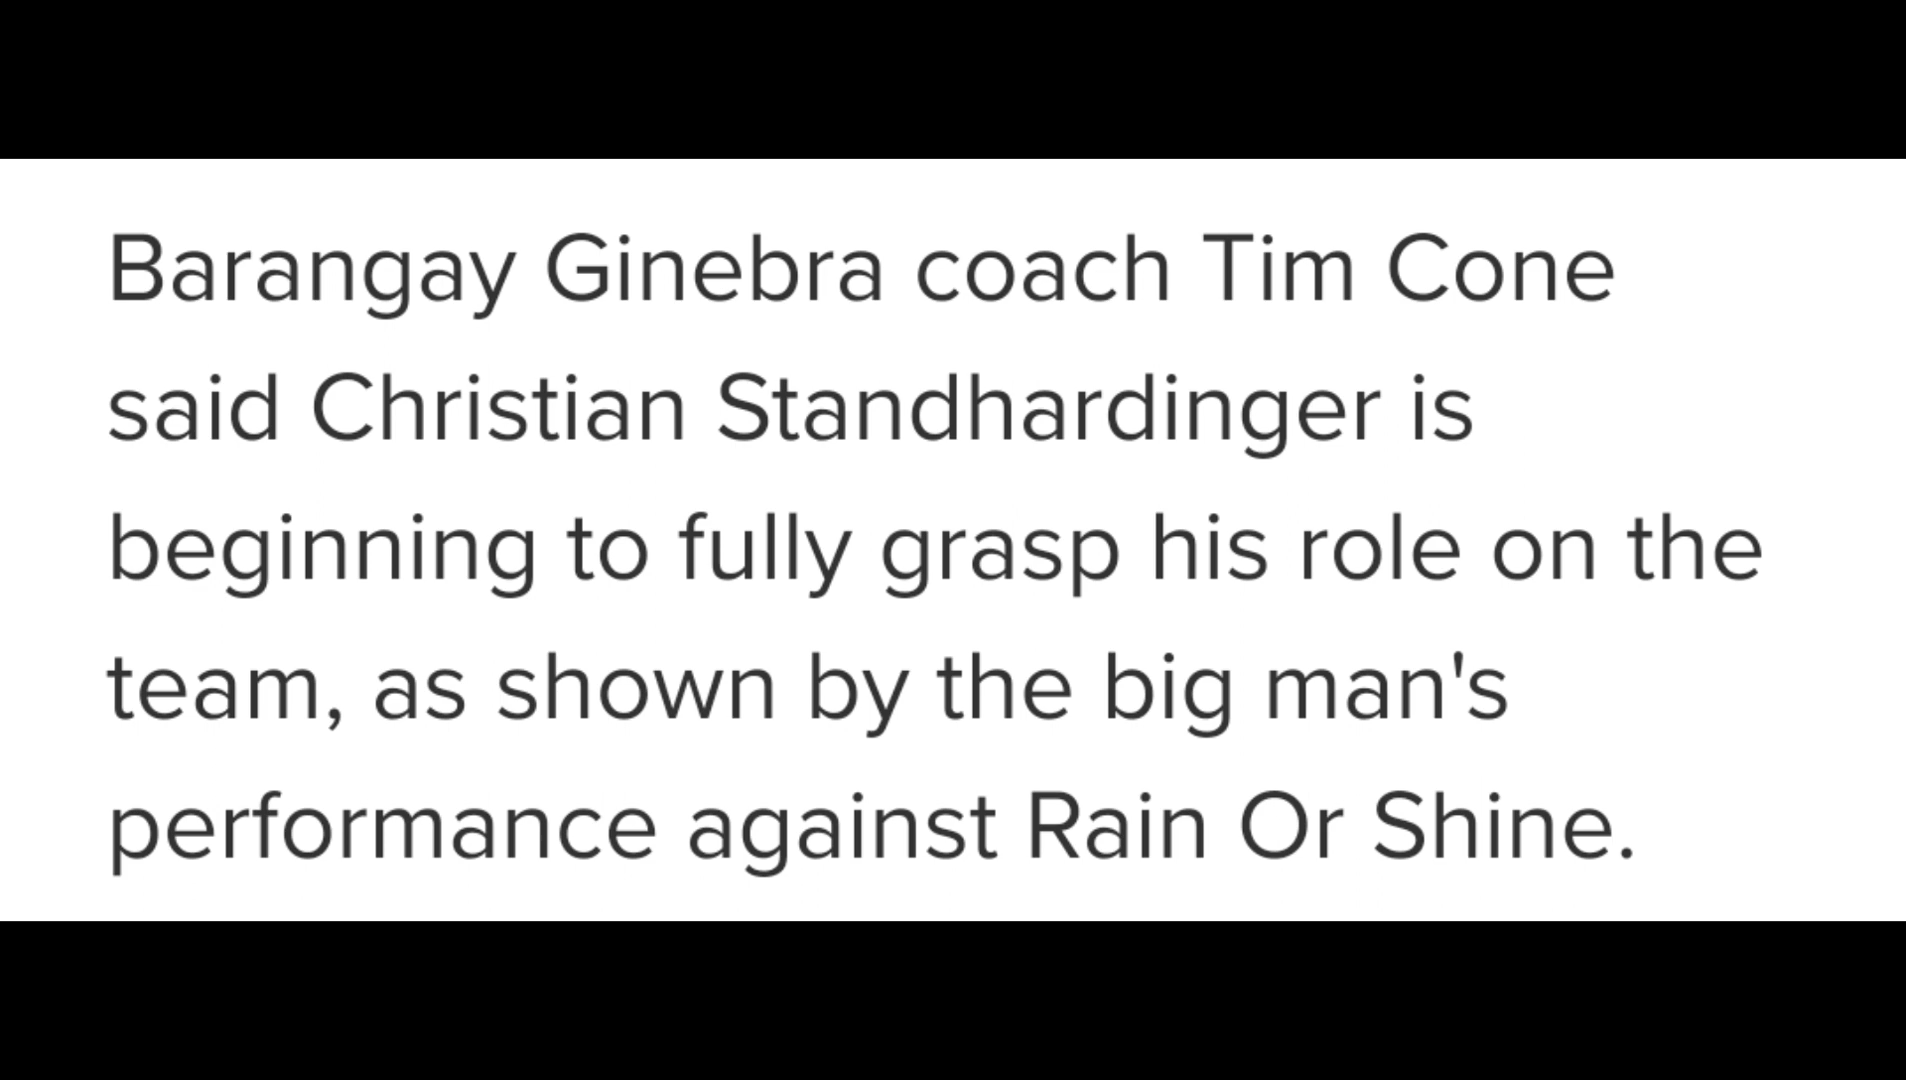 Barangay Ginebra coach Tim Cone
said Christian Standhardinger is
beginning to fully grasp his role on the
team, as shown by the big man's
performance against Rain Or Shine.